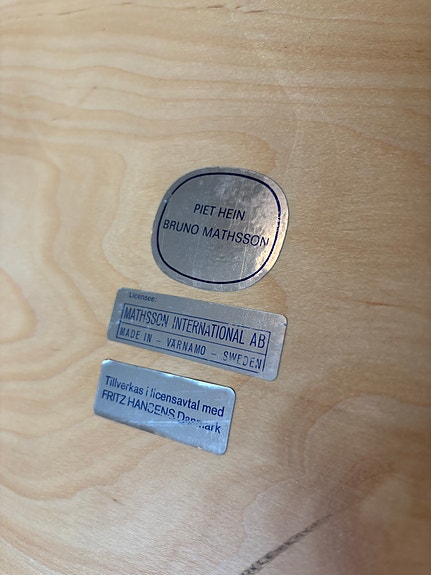 PIET HEIN
BRUNO MATHSSON
Licensee:
MATHSSON INTERNATIONAL AB
MADE IN - VÄRNAMO - SWEDEN
Tillverkas i licensavtal med
FRITZ HANSENS Danmark